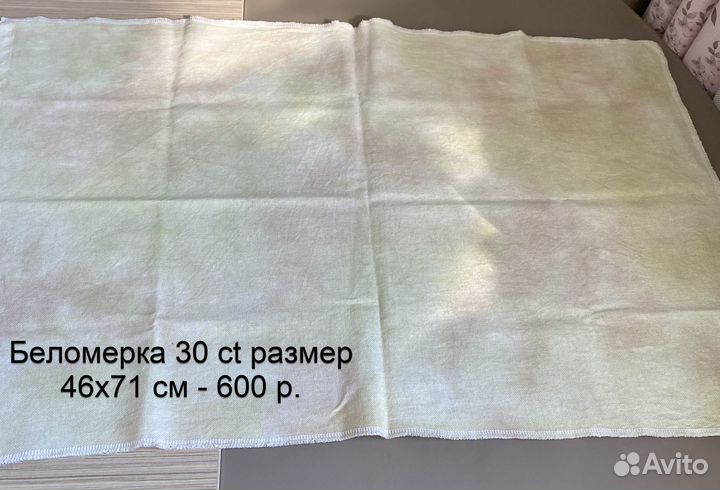 Беломерка 30 ct размер
46х71 см - 600 р.
Avito